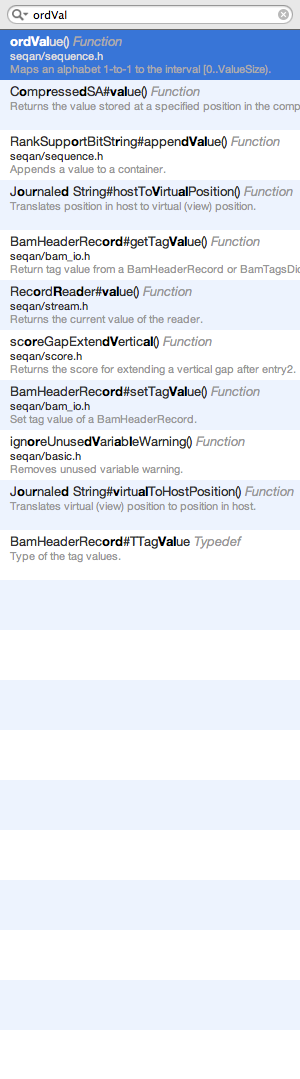 ordVal
ordValue() Function
seqan/sequence.h
Maps an alphabet 1-to-1 to the interval [0..ValueSize).
CompressedSA#value() Function
Returns the value stored at a specified position in the comp
RankSupportBitString#appendValue() Function
seqan/sequence.h
Appends a value to a container.
Journaled String#hostToVirtualPosition() Function
Translates position in host to virtual (view) position.
BamHeaderRecord#getTagValue() Function
seqan/bam_io.h
Return tag value from a BamHeaderRecord or BamTagsDic
RecordReader#value() Function
seqan/stream.h
Returns the current value of the reader.
scoreGapExtendVertical() Function
seqan/score.h
Returns the score for extending a vertical gap after entry2.
BamHeaderRecord#setTagValue() Function
seqan/bam_io.h
Set tag value of a BamHeaderRecord.
ignoreUnusedVariableWarning() Function
seqan/basic.h
Removes unused variable warning.
Journaled String#virtualToHostPosition() Function
Translates virtual (view) position to position in host.
BamHeaderRecord#TTagValue Typedef
Type of the tag values.